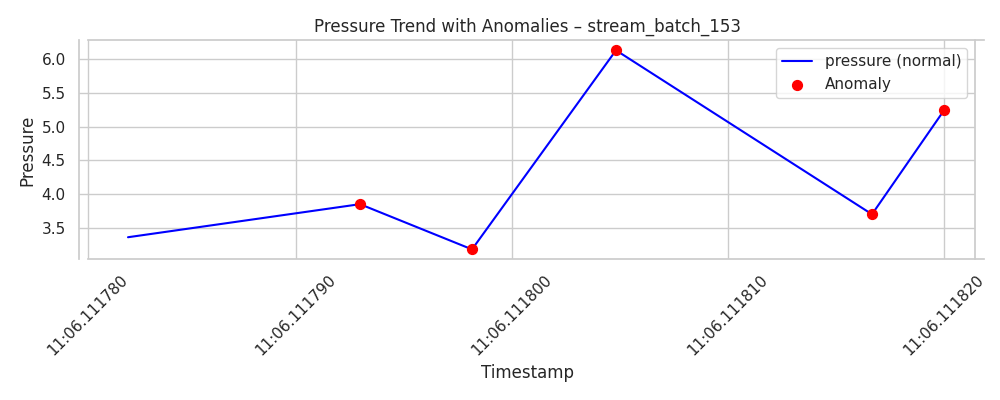 Pressure Trend with Anomalies – stream_batch_153
pressure (normal)
Anomaly
Pressure
6.0
5.5
5.0
4.5
4.0
3.5
11:06.111780
11:06.111790
11:06.111800
11:06.111810
11:06.111820
Timestamp